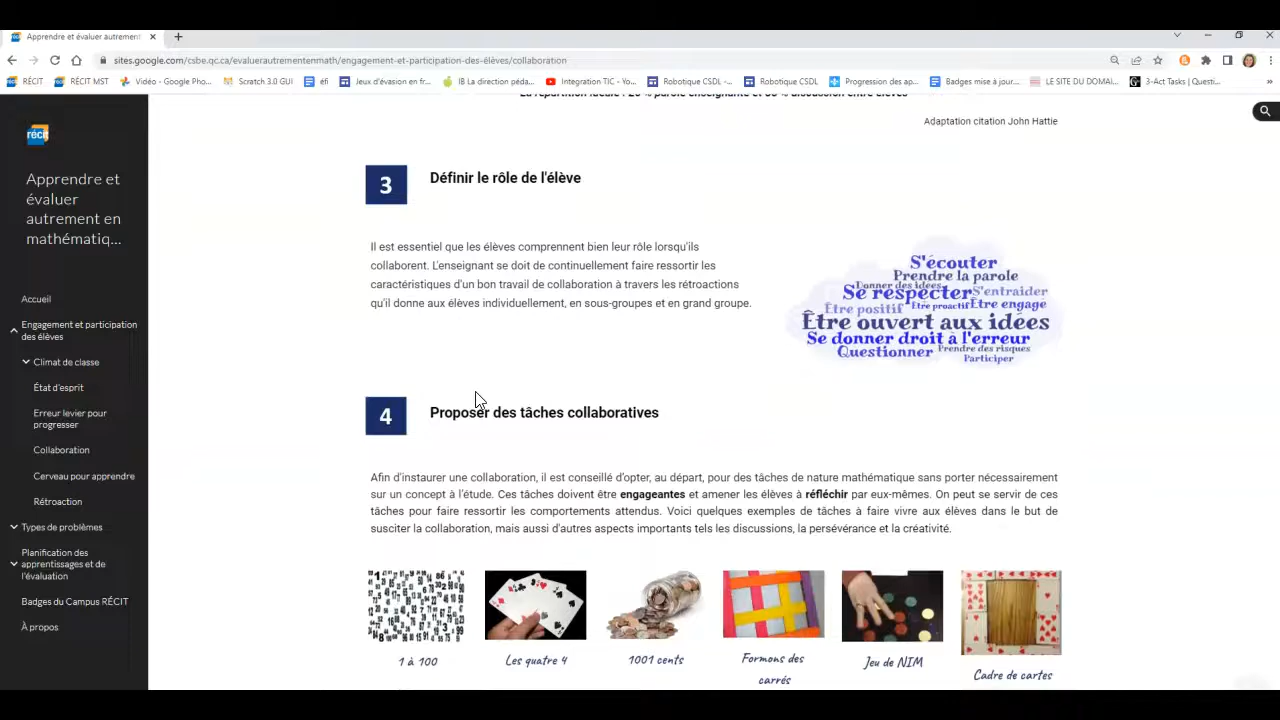 Apprendre et évaluer autrement
sites.google.com/csbe.qc.ca/evaluerautrementenmath/engagement-et-participation-des-élèves/collaboration
RÉCIT
RÉCIT MST
Vidéo - Google Pho...
Scratch 3.0 GUI
éfi
Jeux d'évasion en fr...
IB La direction péda...
Integration TIC - Yo...
Robotique CSDL -...
Robotique CSDL
Progression des ap...
Badges mise à jour...
LE SITE DU DOMAI...
3-Act Tasks | Questi...
»
Adaptation citation John Hattie
récit
Apprendre et
évaluer
autrement en
mathématiq...
Accueil
Engagement et participation
des élèves
Climat de classe
État d'esprit
Erreur levier pour
progresser
Collaboration
Cerveau pour apprendre
Rétroaction
Types de problèmes
Planification des
apprentissages et de
l'évaluation
Badges du Campus RÉCIT
À propos
3
Définir le rôle de l'élève
Il est essentiel que les élèves comprennent bien leur rôle lorsqu'ils
collaborent. L'enseignant se doit de continuellement faire ressortir les
caractéristiques d'un bon travail de collaboration à travers les rétroactions
qu'il donne aux élèves individuellement, en sous-groupes et en grand groupe.
S'écouter
Prendre la parole
Donner des idées
Se respecter S'entraider
Être positif Être proactif Être engagé
Être ouvert aux idées
Se donner droit à l'erreur
Questionner Prendre des risques
Participer
4
Proposer des tâches collaboratives
Afin d'instaurer une collaboration, il est conseillé d'opter, au départ, pour des tâches de nature mathématique sans porter nécessairement
sur un concept à l'étude. Ces tâches doivent être engageantes et amener les élèves à réfléchir par eux-mêmes. On peut se servir de ces
tâches pour faire ressortir les comportements attendus. Voici quelques exemples de tâches à faire vivre aux élèves dans le but de
susciter la collaboration, mais aussi d'autres aspects importants tels les discussions, la persévérance et la créativité.
1 à 100
Les quatre 4
1001 cents
Formons des
carrés
Jeu de NIM
Cadre de cartes